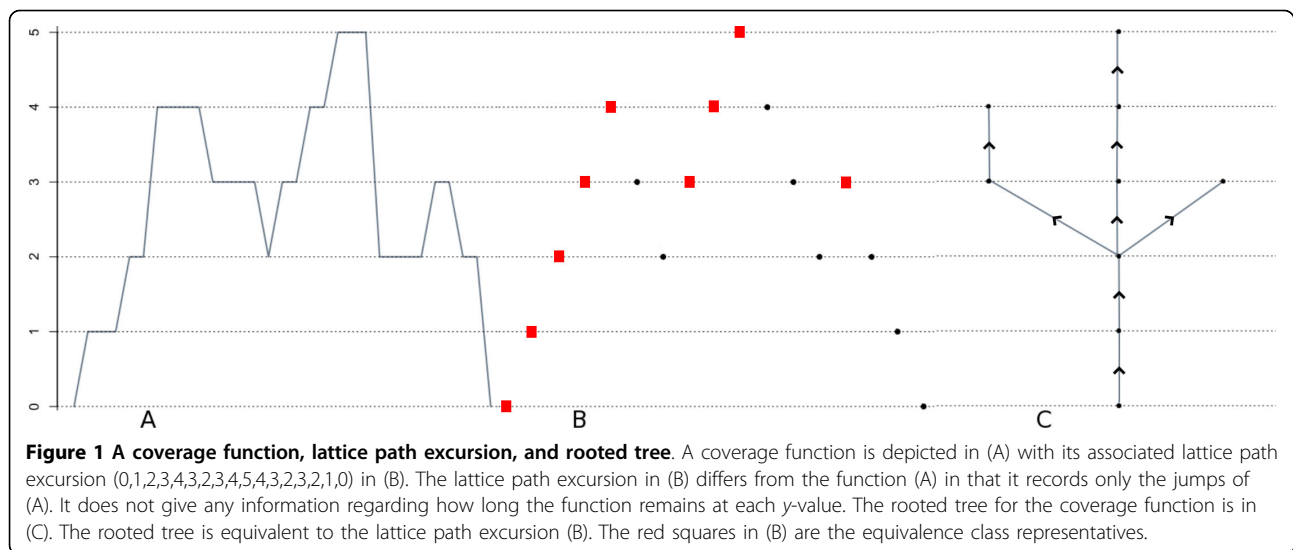 5
4
3
2
1
0
A
B
C
Figure 1 A coverage function, lattice path excursion, and rooted tree. A coverage function is depicted in (A) with its associated lattice path
excursion (0,1,2,3,4,3,2,3,4,5,4,3,2,3,2,1,0) in (B). The lattice path excursion in (B) differs from the function (A) in that it records only the jumps of
(A). It does not give any information regarding how long the function remains at each y-value. The rooted tree for the coverage function is in
(C). The rooted tree is equivalent to the lattice path excursion (B). The red squares in (B) are the equivalence class representatives.